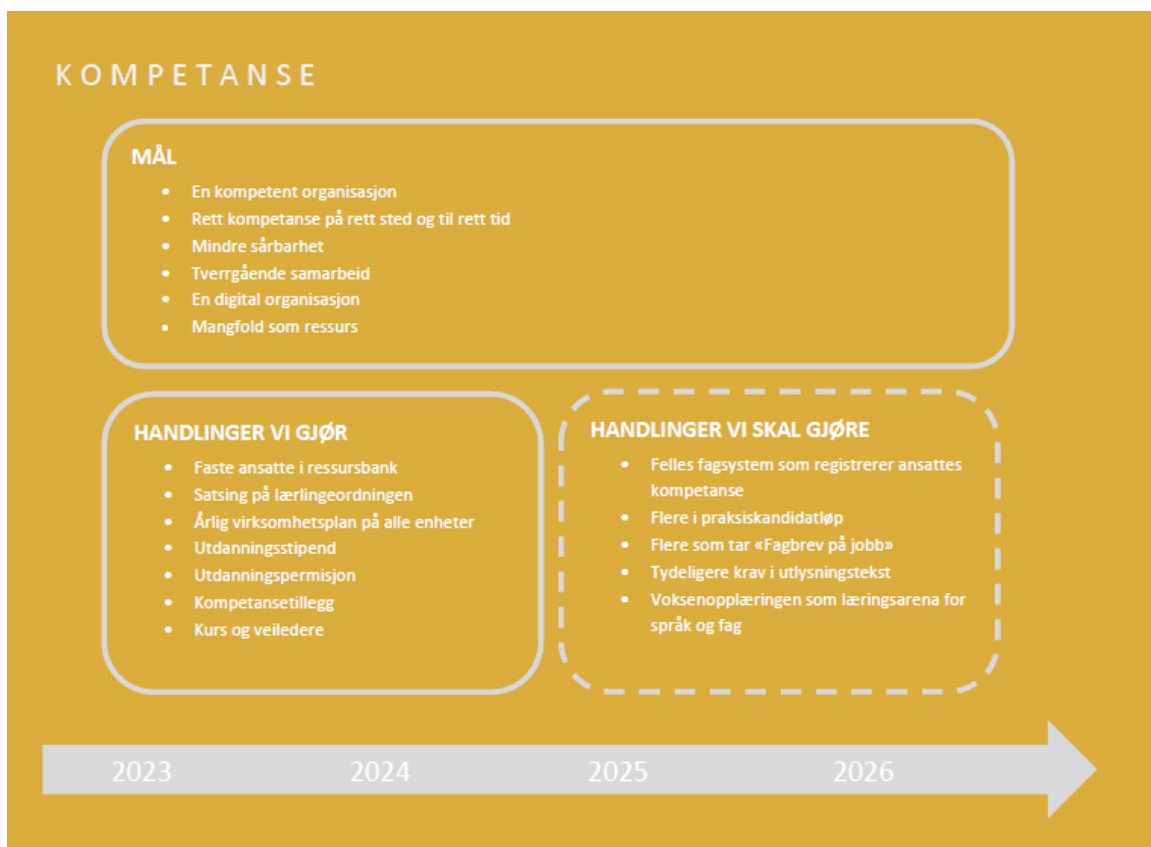 KOMPETANSE
MÅL
• En kompetent organisasjon
• Rett kompetanse på rett sted og til rett tid
• Mindre sårbarhet
• Tverrgående samarbeid
• En digital organisasjon
• Mangfold som ressurs
HANDLINGER VI GJØR
• Faste ansatte i ressursbank
• Satsing på lærlingeordningen
• Årlig virksomhetsplan på alle enheter
• Utdanningsstipend
• Utdanningspermisjon
• Kompetansetillegg
• Kurs og veiledere
HANDLINGER VI SKAL GJØRE
• Felles fagsystem som registrerer ansattes
kompetanse
• Flere i praksiskandidatløp
• Flere som tar «Fagbrev på jobb»
• Tydeligere krav i utlysningstekst
• Voksenopplæringen som læringsarena for
språk og fag
2023 2024 2025 2026